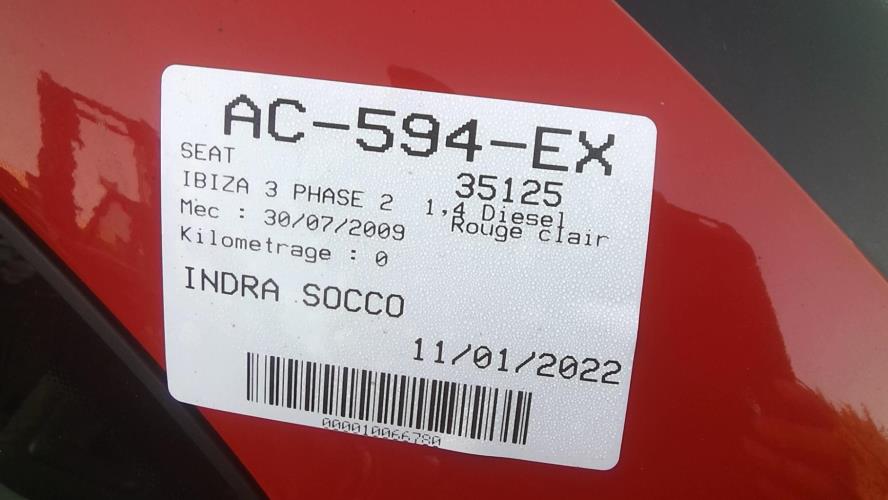 AC-594-EX
SEAT
35125
IBIZA 3 PHASE 2
1,4 Diesel
Mec : 30/07/2009
Rouge clair
Kilometrage : 0
INDRA SOCCO
11/01/2022
000010066780